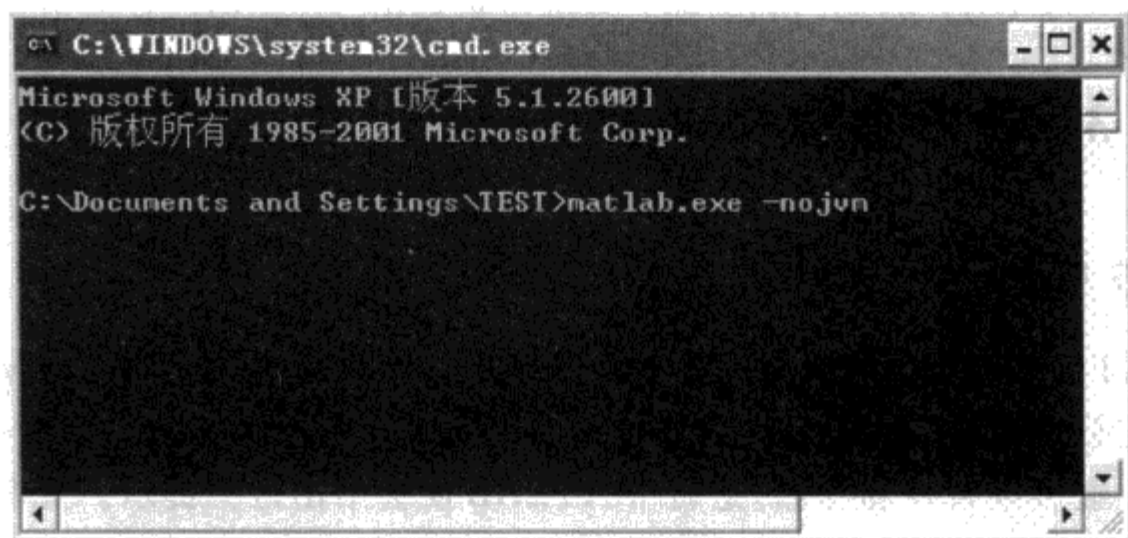 C:\WINDOWS\system32\cmd.exe
Microsoft Windows XP [版本 5.1.2600]
(C) 版权所有 1985-2001 Microsoft Corp.
C:\Documents and Settings\TEST>matlab.exe -nojvm